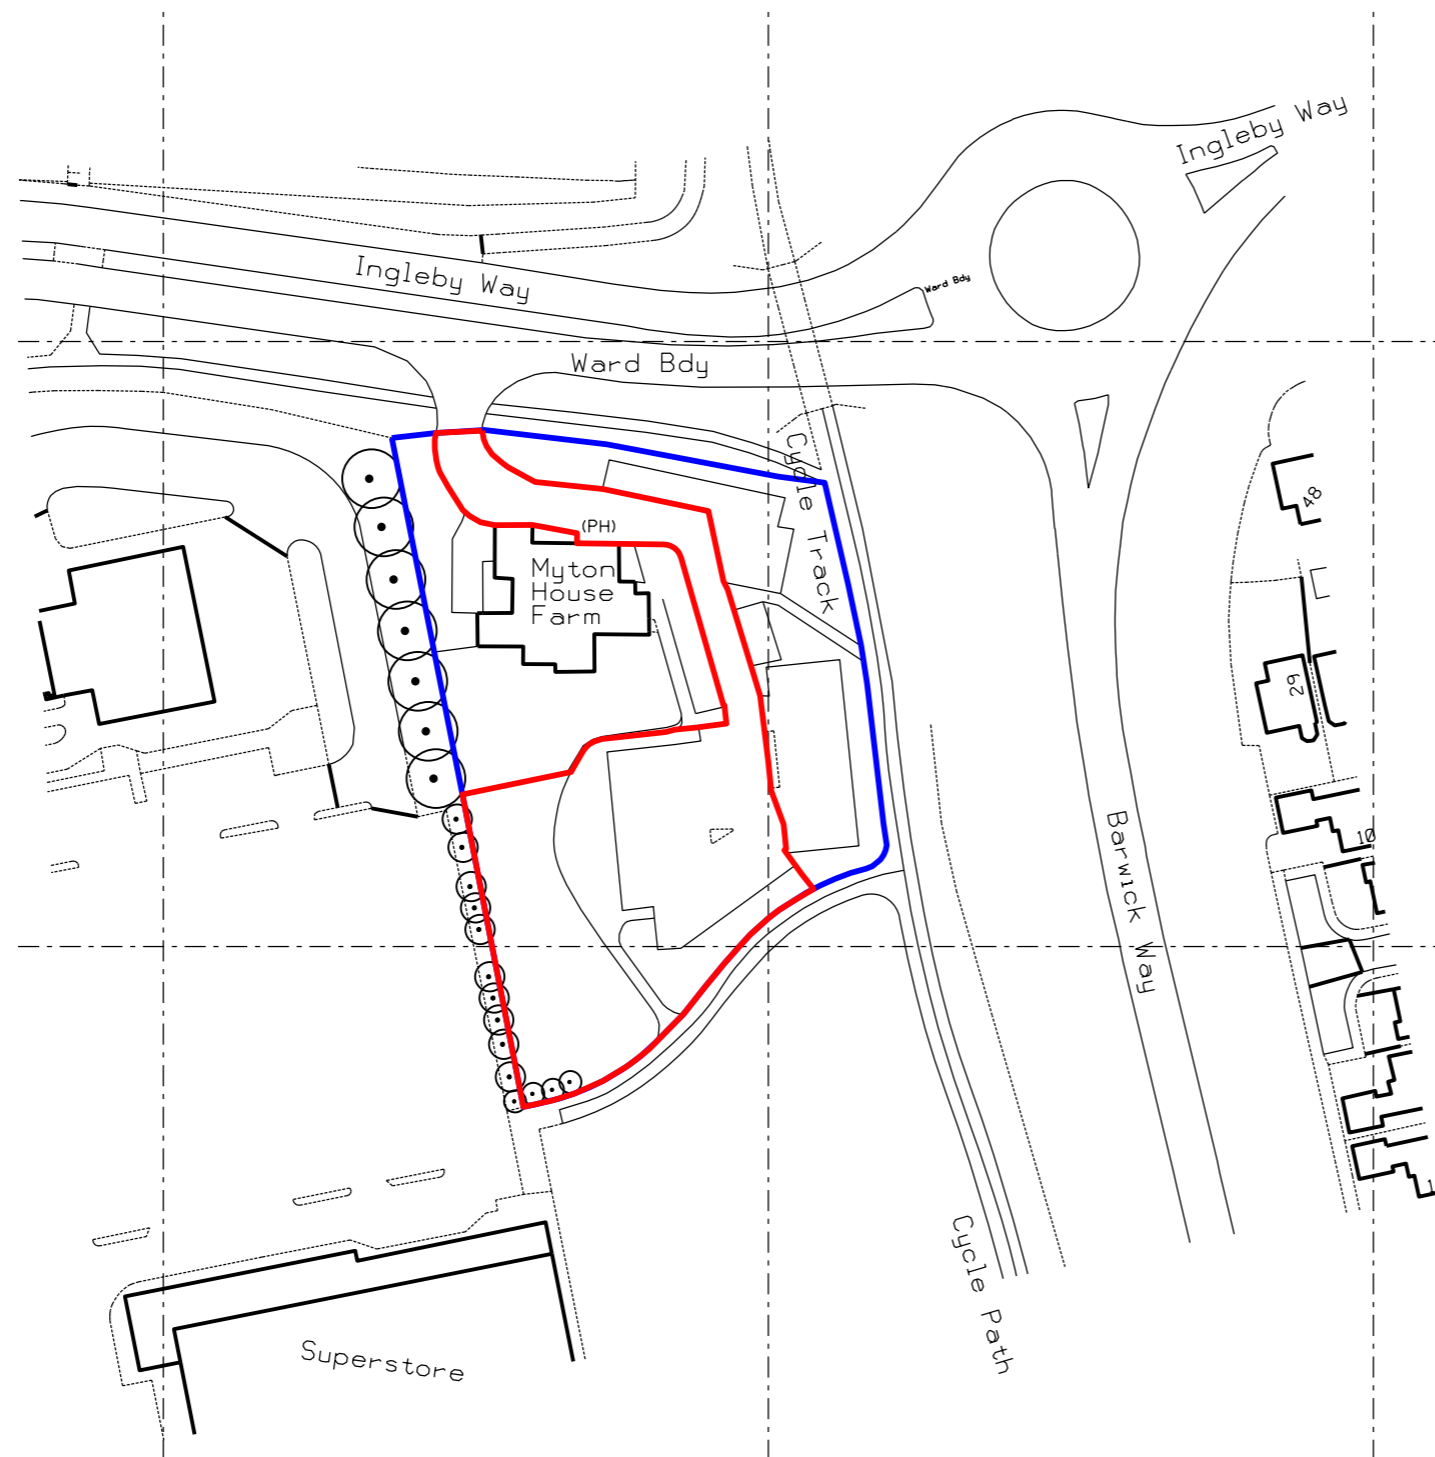 Ingleby Way
Ingleby Way
Ward Bdy
Ward Bdy
Cycle Track
(PH)
Myton
House
Farm
48
29
10
Barwick Way
Cycle Path
Superstore